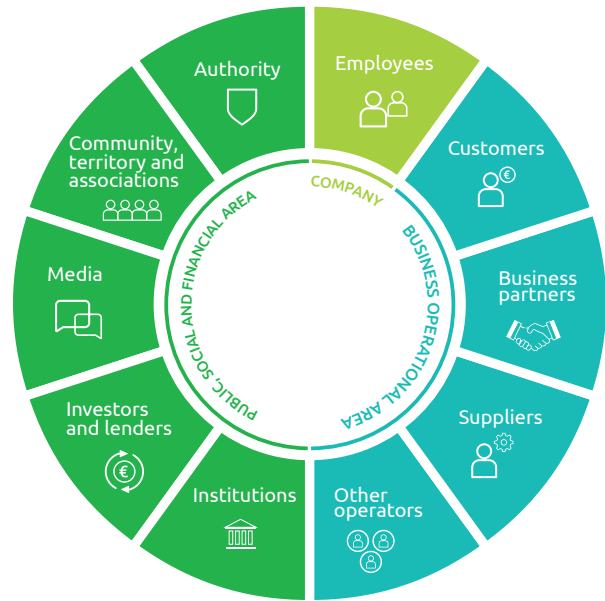 Authority
Employees
Customers
Business
partners
Suppliers
Other
operators
Institutions
Investors
and lenders
Media
Community,
territory and
associations
COMPANY
BUSINESS OPERATIONAL AREA
PUBLIC, SOCIAL AND FINANCIAL AREA
€
€